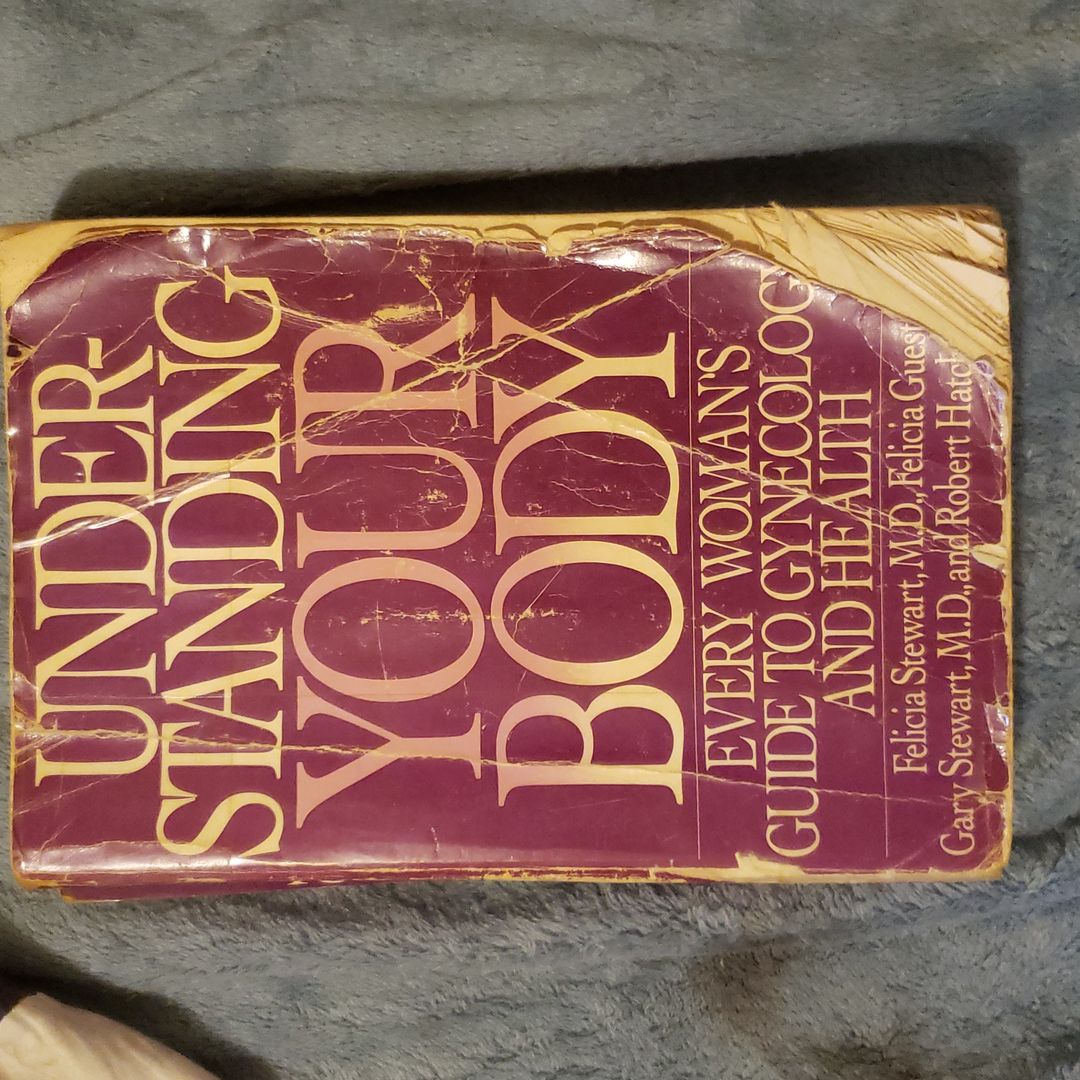 UNDER-
STANDING
YOUR
BODY
EVERY WOMAN'S
GUIDE TO GYNECOLOG
AND HEALTH
Felicia Stewart, M.D., Felicia Guest
Gary Stewart, M.D., and Robert Hatch